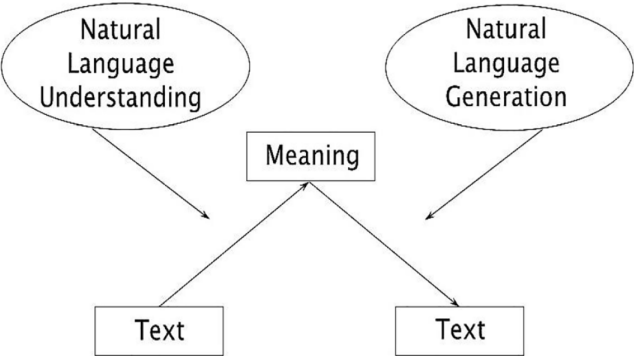 Natural
Language
Understanding
Natural
Language
Generation
Meaning
Text
Text